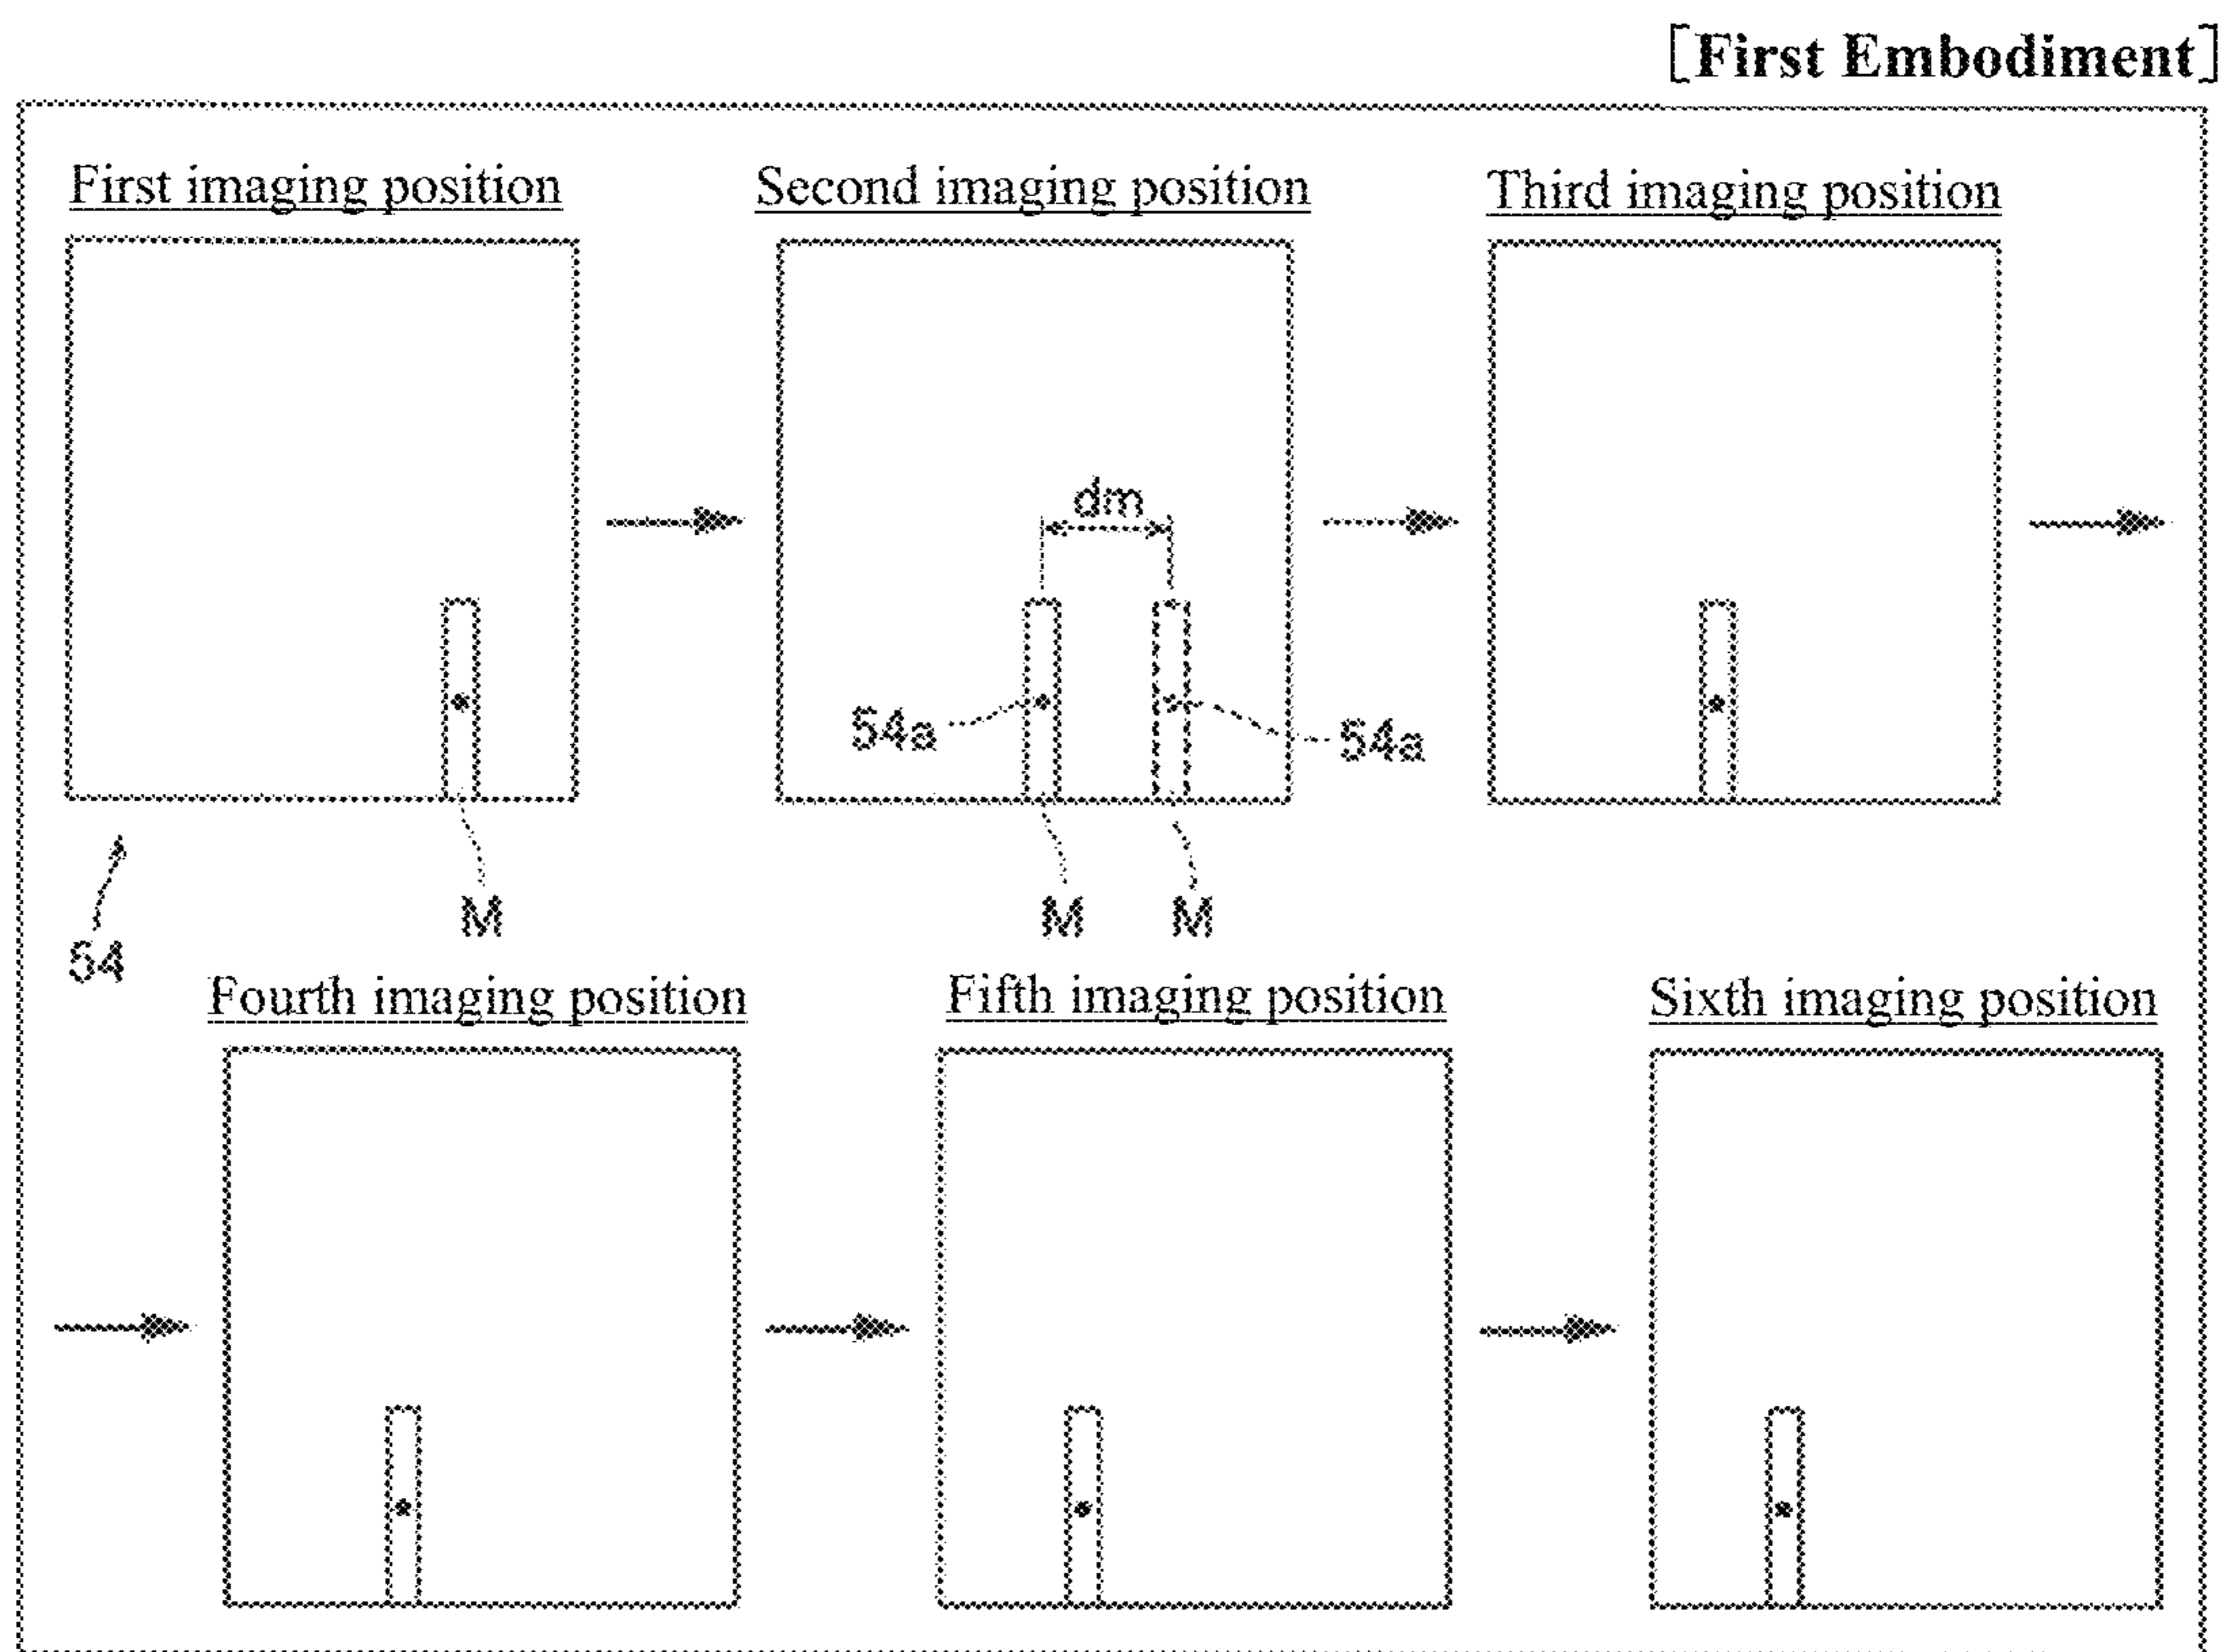 [First Embodiment]
First imaging position
Second imaging position
Third imaging position
dm
54a
54a
M
M
M
54
Fourth imaging position
Fifth imaging position
Sixth imaging position